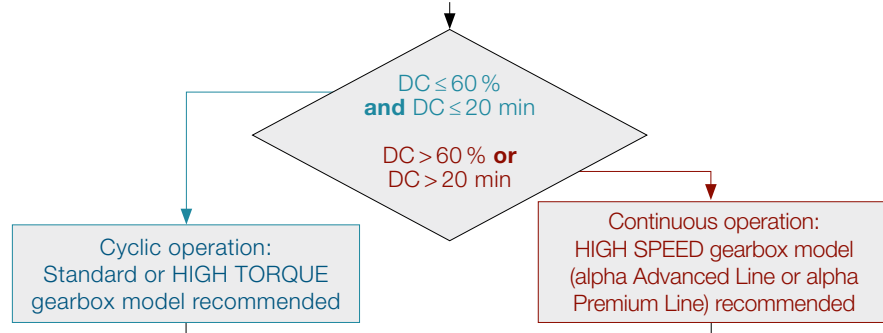 DC ≤ 60 %
and DC ≤ 20 min
DC > 60 % or
DC > 20 min
Cyclic operation:
Standard or HIGH TORQUE
gearbox model recommended
Continuous operation:
HIGH SPEED gearbox model
(alpha Advanced Line or alpha
Premium Line) recommended